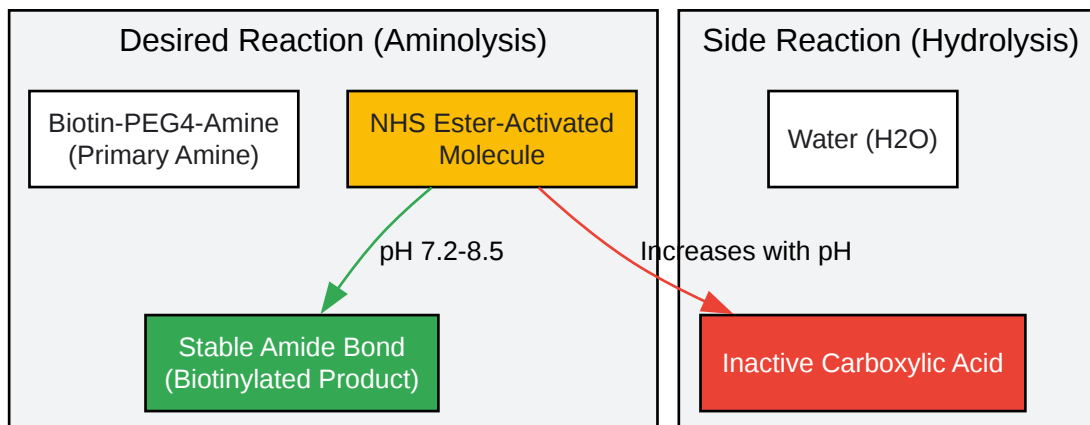 Desired Reaction (Aminolysis)
Side Reaction (Hydrolysis)
Biotin-PEG4-Amine
(Primary Amine)
NHS Ester-Activated
Molecule
Water (H2O)
pH 7.2-8.5
Increases with pH
Stable Amide Bond
(Biotinylated Product)
Inactive Carboxylic Acid